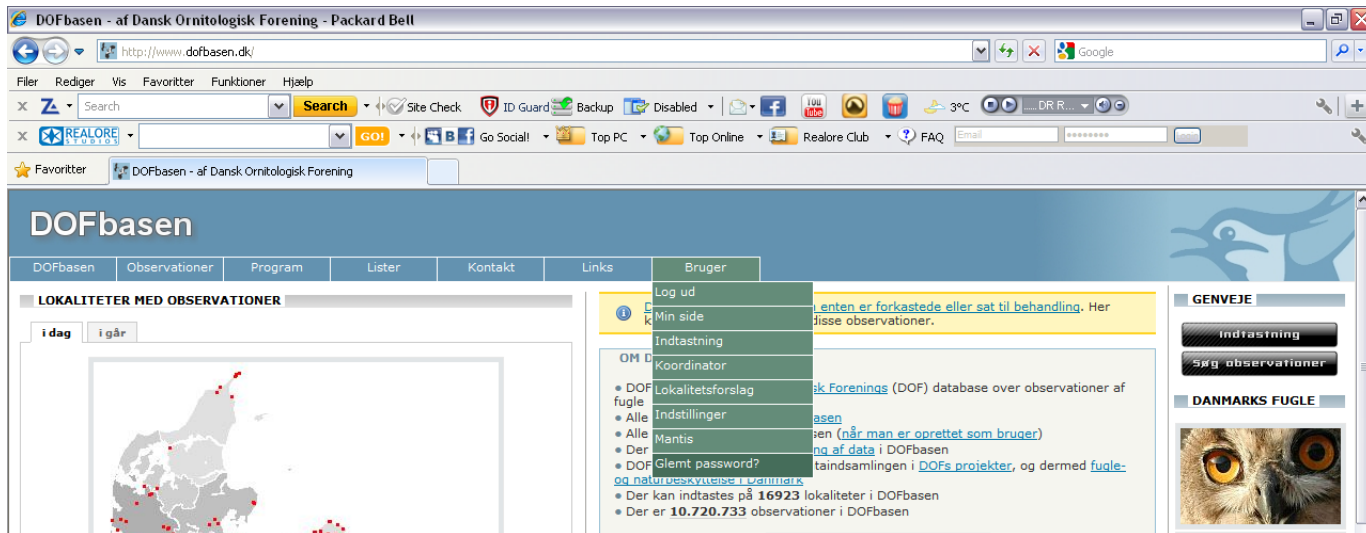 DOFbasen - af Dansk Ornitologisk Forening - Packard Bell
http://www.dofbasen.dk/
Google
Filer Rediger Vis Favoritter Funktioner Hjælp
Search Search Site Check ID Guard Backup Disabled You Tube 3°C ......DR R...
REALORE STUDIOS GO! B Go Social! Top PC Top Online Realore Club FAQ Email
Favoritter DOFbasen - af Dansk Ornitologisk Forening
DOFbasen
DOFbasen Observationer Program Lister Kontakt Links Bruger
Log ud
Min side
Indtastning
Koordinator
Lokalitetsforslag
Indstillinger
Mantis
Glemt password?
LOKALITETER MED OBSERVATIONER
i dag i går
enten er forkastede eller sat til behandling. Her
disse observationer.
OM D
DOF sk Forenings (DOF) database over observationer af
fugle
Alle asen
Alle sen (når man er oprettet som bruger)
Der ng af data i DOFbasen
DOF taindsamlingen i DOFs projekter, og dermed fugle-
og naturbeskyttelse i Danmark
Der kan indtastes på 16923 lokaliteter i DOFbasen
Der er 10.720.733 observationer i DOFbasen
GENVEJE
Indtastning
Søg observationer
DANMARKS FUGLE